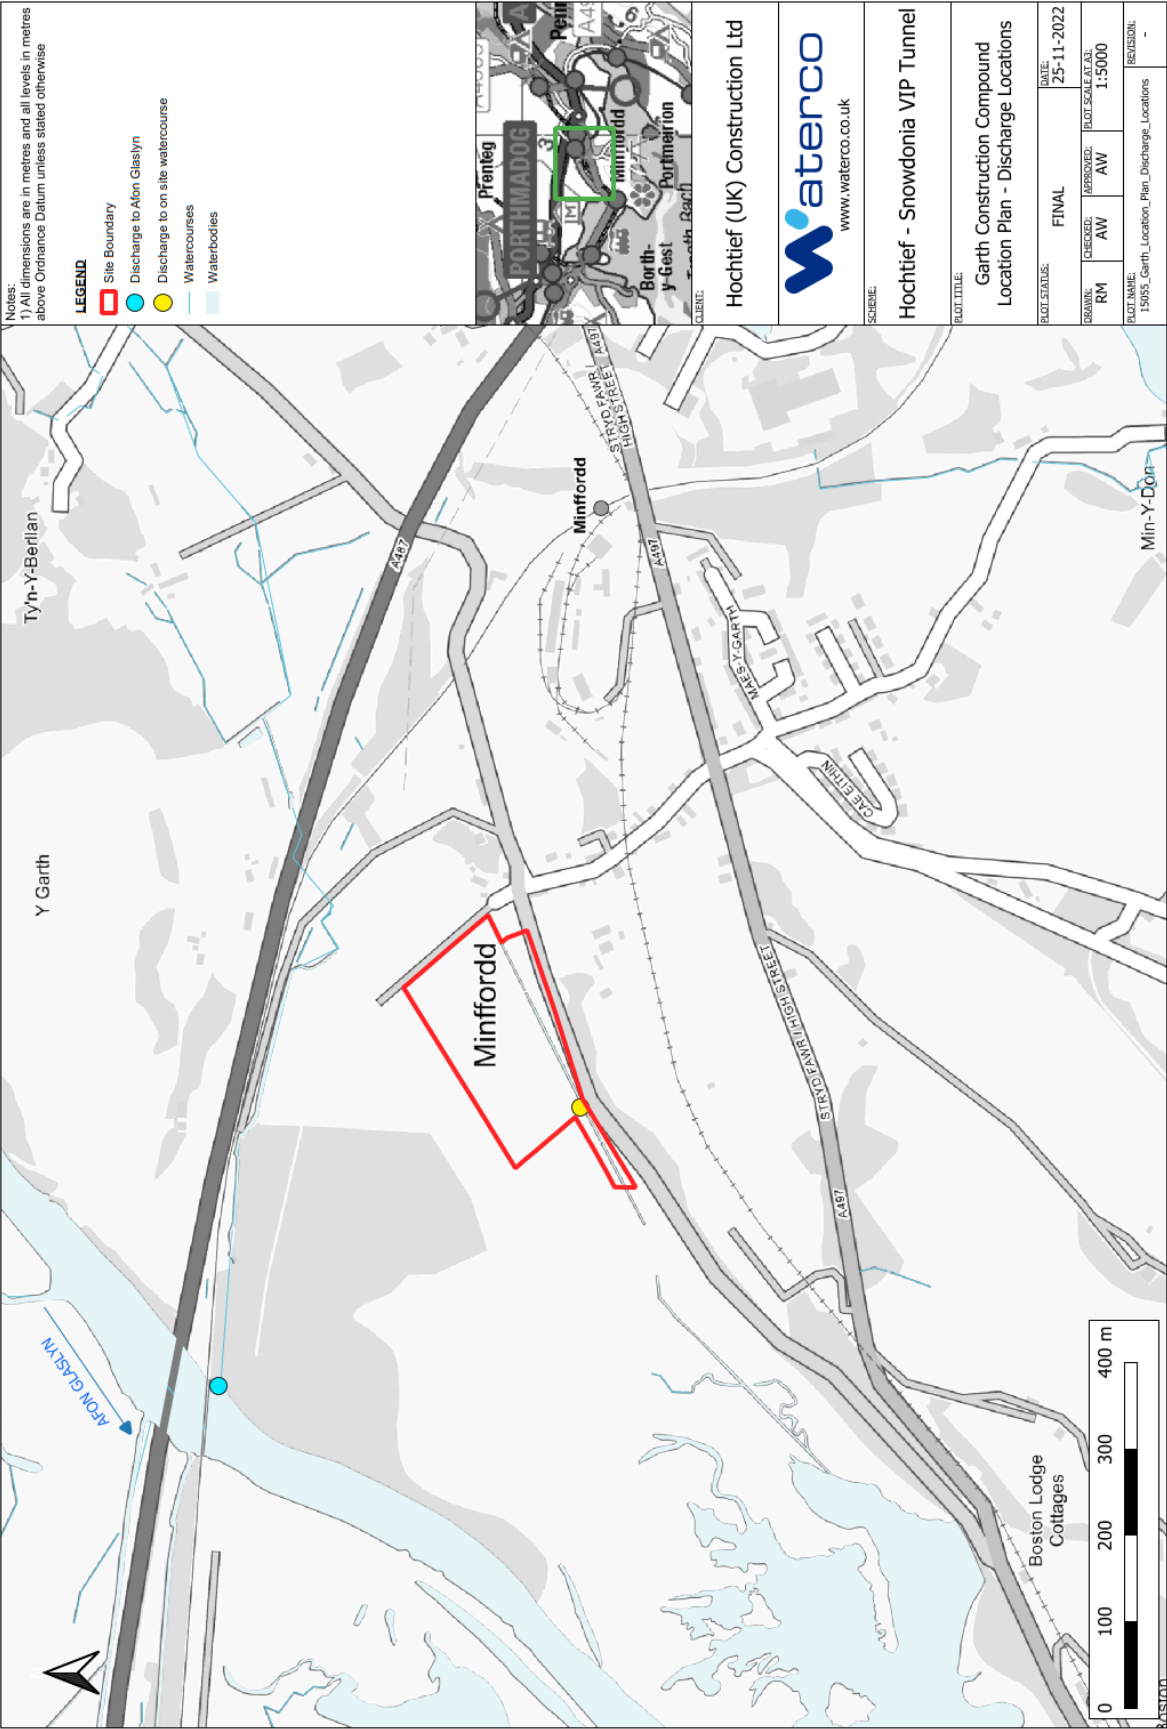 Ty'n-Y-Berllan
Y Garth
AFON GLASLYN
A487
Minffordd
Minffordd
STRYD FAWR / HIGH STREET
A497
A497
MAES-Y-GARTH
CAE EITHIN
STRYD FAWR / HIGH STREET
A497
Min-Y-Don
Boston Lodge
Cottages
0 100 200 300 400 m
Notes:
1) All dimensions are in metres and all levels in metres
above Ordnance Datum unless stated otherwise
LEGEND
Site Boundary
Discharge to Afon Glaslyn
Discharge to on site watercourse
Watercourses
Waterbodies
Prenteg
PORTHMADOG
Minffordd
Portmeirion
Borth-
y-Gest
CLIENT:
Hochtief (UK) Construction Ltd
Waterco
www.waterco.co.uk
SCHEME:
Hochtief - Snowdonia VIP Tunnel
PLOT TITLE:
Garth Construction Compound
Location Plan - Discharge Locations
PLOT STATUS:
FINAL
DATE:
25-11-2022
DRAWN:
RM
CHECKED:
AW
APPROVED:
AW
PLOT SCALE AT A3:
1:5000
PLOT NAME:
15055_Garth_Location_Plan_Discharge_Locations
REVISION:
-